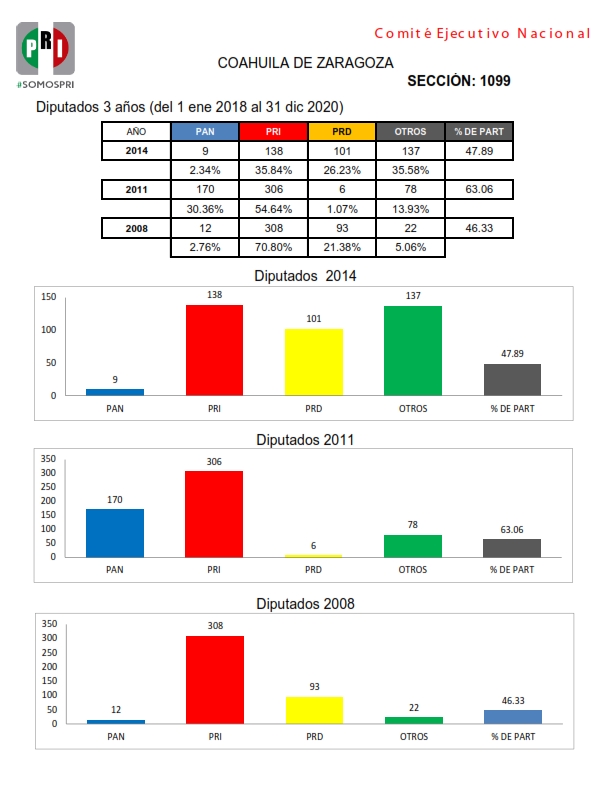 Comité Ejecutivo Nacional
PRI
#SOMOSPRI
COAHUILA DE ZARAGOZA
SECCIÓN: 1099
Diputados 3 años (del 1 ene 2018 al 31 dic 2020)
AÑO PAN PRI PRD OTROS % DE PART
2014 9 138 101 137 47.89
2.34% 35.84% 26.23% 35.58%
2011 170 306 6 78 63.06
30.36% 54.64% 1.07% 13.93%
2008 12 308 93 22 46.33
2.76% 70.80% 21.38% 5.06%
Diputados 2014
150
100
50
0
9 138 101 137 47.89
PAN PRI PRD OTROS % DE PART
Diputados 2011
350
300
250
200
150
100
50
0
170 306 6 78 63.06
PAN PRI PRD OTROS % DE PART
Diputados 2008
350
300
250
200
150
100
50
0
12 308 93 22 46.33
PAN PRI PRD OTROS % DE PART